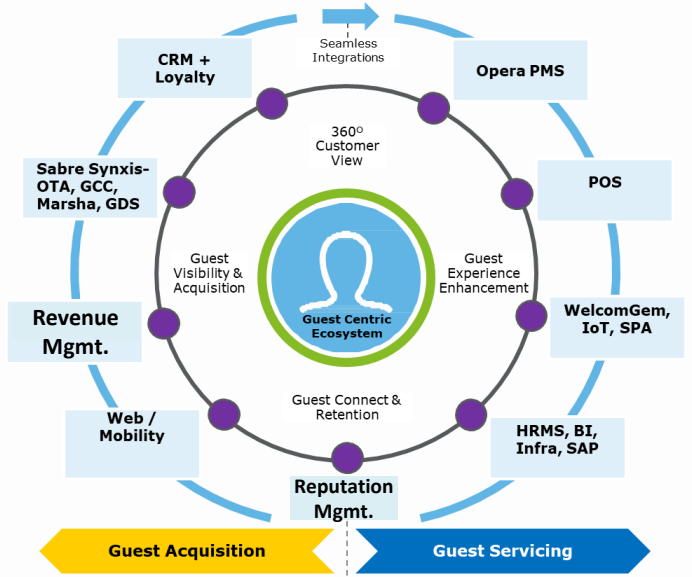 Seamless
Integrations
CRM +
Loyalty
Opera PMS
360⁰
Customer
View
Sabre Synxis-
OTA, GCC,
Marsha, GDS
POS
Guest
Visibility &
Acquisition
Guest
Experience
Enhancement
Guest Centric
Ecosystem
Revenue
Mgmt.
WelcomGem,
IoT, SPA
Guest Connect &
Retention
Web /
Mobility
HRMS, BI,
Infra, SAP
Reputation
Mgmt.
Guest Acquisition
Guest Servicing